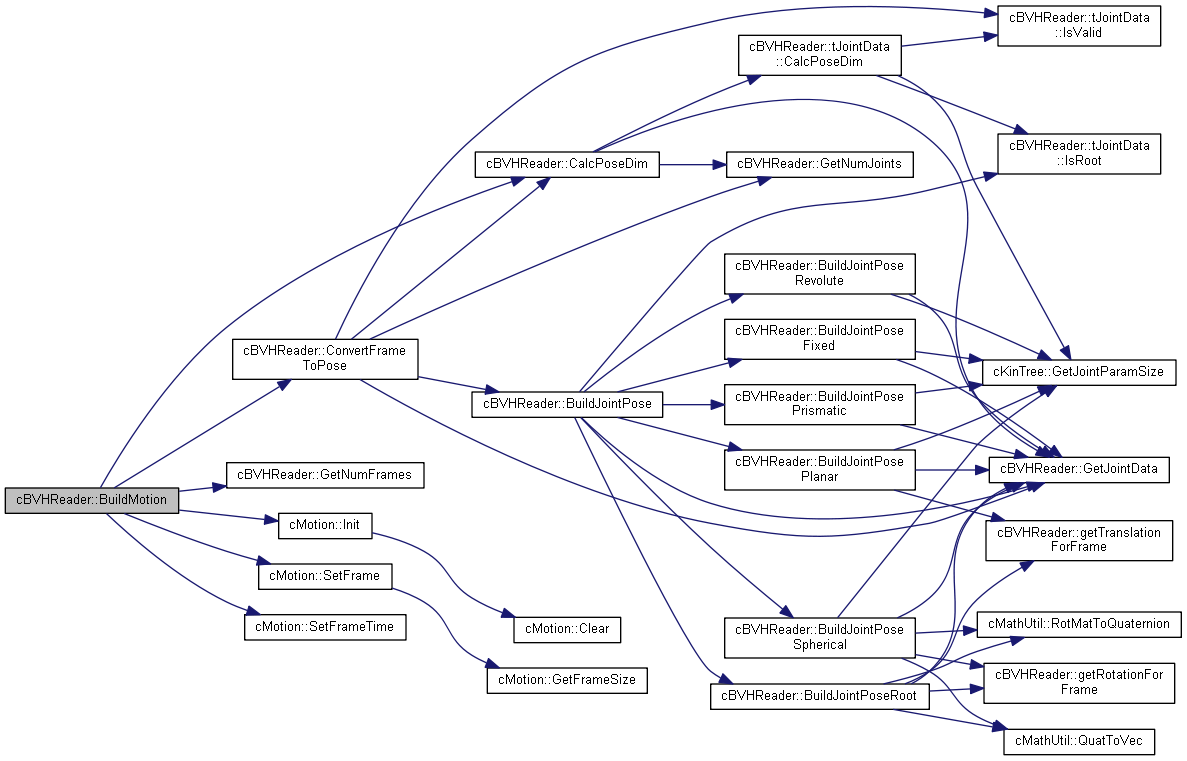 cBVHReader::tJointData
::IsValid
cBVHReader::tJointData
::CalcPoseDim
cBVHReader::tJointData
::IsRoot
cBVHReader::CalcPoseDim
cBVHReader::GetNumJoints
cBVHReader::BuildJointPose
Revolute
cBVHReader::BuildJointPose
Fixed
cBVHReader::ConvertFrame
ToPose
cKinTree::GetJointParamSize
cBVHReader::BuildJointPose
cBVHReader::BuildJointPose
Prismatic
cBVHReader::BuildJointPose
Planar
cBVHReader::GetJointData
cBVHReader::GetNumFrames
cBVHReader::BuildMotion
cMotion::Init
cBVHReader::getTranslation
ForFrame
cMotion::SetFrame
cMotion::SetFrameTime
cMotion::Clear
cBVHReader::BuildJointPose
Spherical
cMathUtil::RotMatToQuaternion
cMotion::GetFrameSize
cBVHReader::getRotationFor
Frame
cBVHReader::BuildJointPoseRoot
cMathUtil::QuatToVec